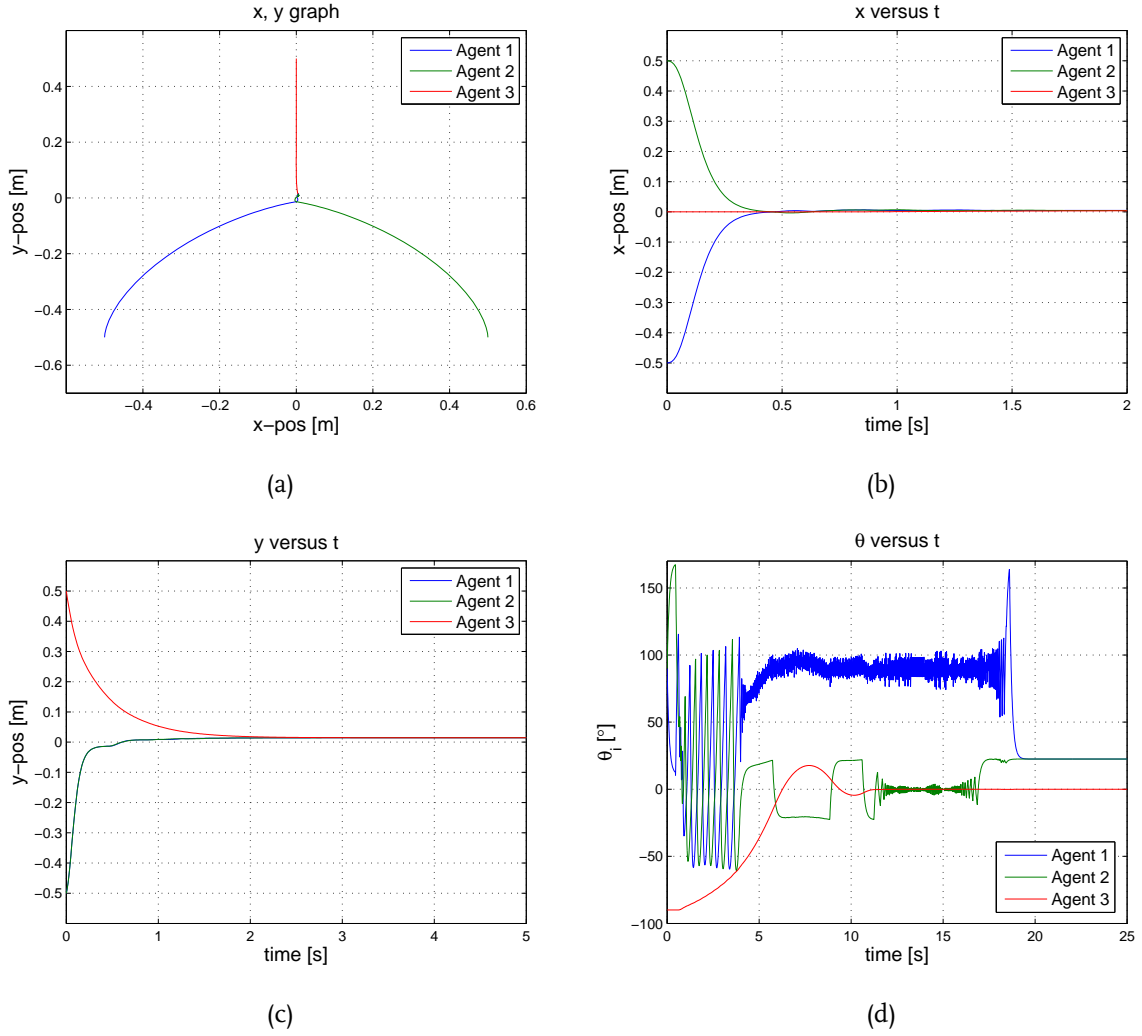 x, y graph
Agent 1
Agent 2
Agent 3
0.4
0.2
0
−0.2
−0.4
−0.6
y−pos [m]
−0.4 −0.2 0 0.2 0.4 0.6
x−pos [m]
(a)
x versus t
Agent 1
Agent 2
Agent 3
0.5
0.4
0.3
0.2
0.1
0
−0.1
−0.2
−0.3
−0.4
−0.5
x−pos [m]
0 0.5 1 1.5 2
time [s]
(b)
y versus t
Agent 1
Agent 2
Agent 3
0.5
0.4
0.3
0.2
0.1
0
−0.1
−0.2
−0.3
−0.4
−0.5
y−pos [m]
0 1 2 3 4 5
time [s]
(c)
θ versus t
150
100
50
0
−50
−100
θi [°]
Agent 1
Agent 2
Agent 3
0 5 10 15 20 25
time [s]
(d)